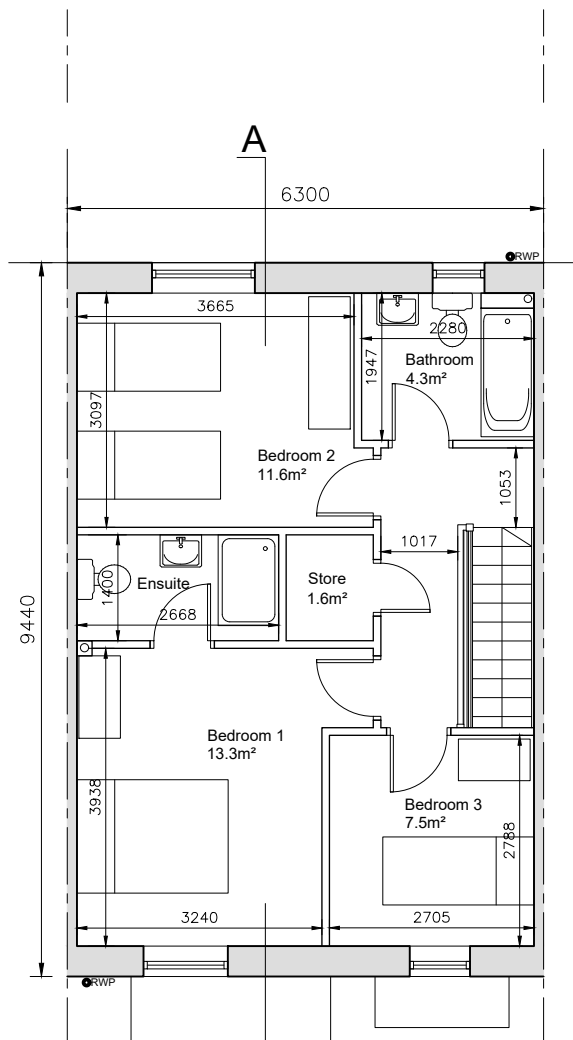 A
6300
RWP
3665
2280
Bathroom
4.3m²
1947
3097
Bedroom 2
11.6m²
1053
1017
Ensuite
1400
2668
Store
1.6m²
9440
Bedroom 1
13.3m²
3938
Bedroom 3
7.5m²
2788
3240
2705
RWP